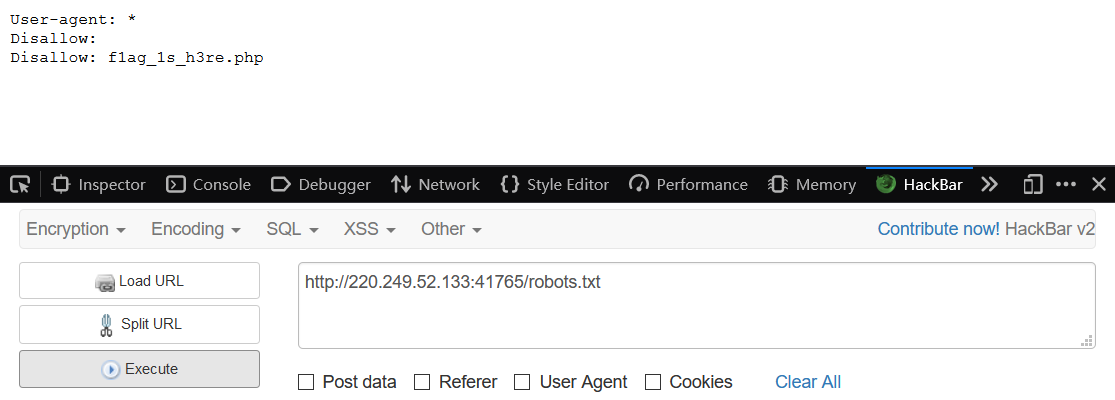 User-agent: *
Disallow:
Disallow: f1ag_1s_h3re.php
Inspector Console Debugger Network {} Style Editor Performance Memory HackBar
Encryption Encoding SQL XSS Other Contribute now! HackBar v2
Load URL
http://220.249.52.133:41765/robots.txt
Split URL
Execute
Post data Referer User Agent Cookies Clear All